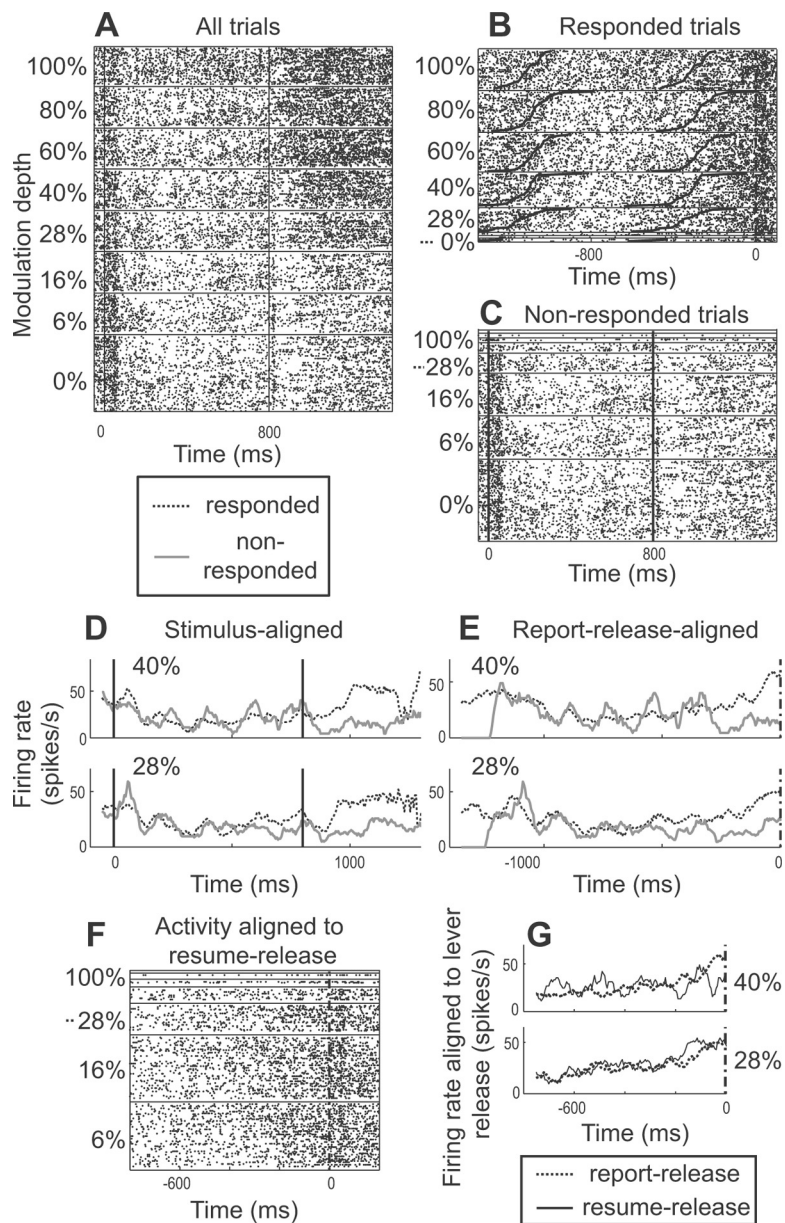 A
All trials
100%
80%
60%
40%
28%
16%
6%
0%
Modulation depth
0
800
Time (ms)
responded
non-
responded
B
Responded trials
100%
80%
60%
40%
28%
... 0%
-800
0
Time (ms)
C
Non-responded trials
100%
...28%
16%
6%
0%
0
800
Time (ms)
D
Stimulus-aligned
40%
50
0
28%
50
0
Firing rate
(spikes/s)
0
1000
Time (ms)
E
Report-release-aligned
40%
50
0
28%
50
0
-1000
0
Time (ms)
F
Activity aligned to
resume-release
100%
..28%
16%
6%
-600
0
Time (ms)
G
Firing rate aligned to lever
release (spikes/s)
50
0
40%
50
0
28%
-600
0
Time (ms)
report-release
resume-release